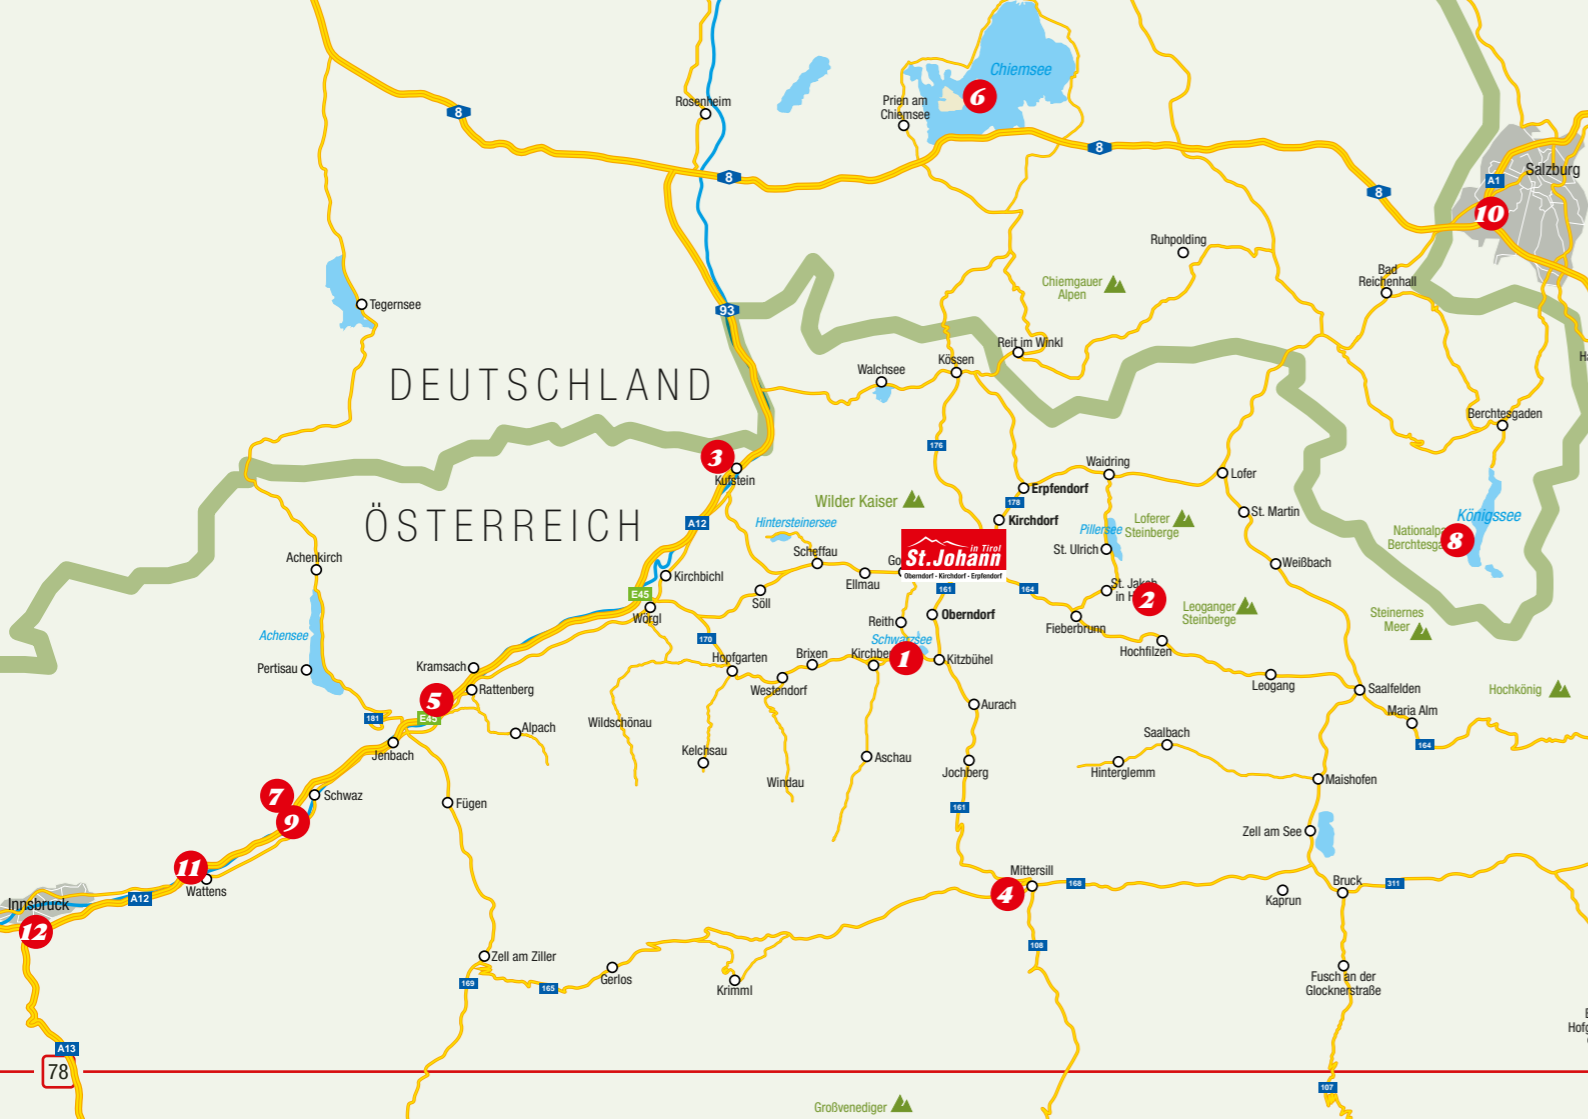 Chiemsee
6
8
Rosenheim
Prien am
Chiemsee
8
8
8
A1
Salzburg
10
Ruhpolding
Bad
Reichenhall
Chiemgauer
Alpen
Tegernsee
93
Reit im Winkl
Kössen
Walchsee
DEUTSCHLAND
Berchtesgaden
176
3
Kufstein
Waidring
Lofer
Erpfendorf
178
Wilder Kaiser
Kirchdorf
ÖSTERREICH
A12
Hintersteinersee
Pillersee
Loferer
Steinberge
St. Martin
Königssee
8
St. Ulrich
Scheffau
Ellmau
St.Johann
in Tirol
Oberndorf - Kirchdorf - Erpfendorf
Weißbach
Achenkirch
Kirchbichl
E45
Söll
161
164
2
Wörgl
Reith
Oberndorf
Fieberbrunn
Leoganger
Steinberge
Steinernes
Meer
Achensee
170
Schwarzsee
Hochfilzen
Pertisau
Kramsach
Hopfgarten
Brixen
1
Kitzbühel
Rattenberg
Westendorf
Leogang
Saalfelden
Hochkönig
5
E45
181
Alpach
Wildschönau
Aurach
Maria Alm
164
Jenbach
Kelchsau
Aschau
Saalbach
Jochberg
Hinterglemm
Windau
Maishofen
7
Schwaz
Fügen
161
9
Zell am See
11
Wattens
Mittersill
168
Bruck
311
Innsbruck
A12
4
Kaprun
12
108
Zell am Ziller
Gerlos
Krimml
169
165
Fusch an der
Glocknerstraße
A13
78
107
Großvenediger